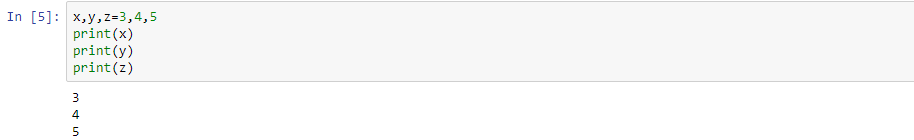 In [5]: x,y,z=3,4,5
print(x)
print(y)
print(z)
3
4
5